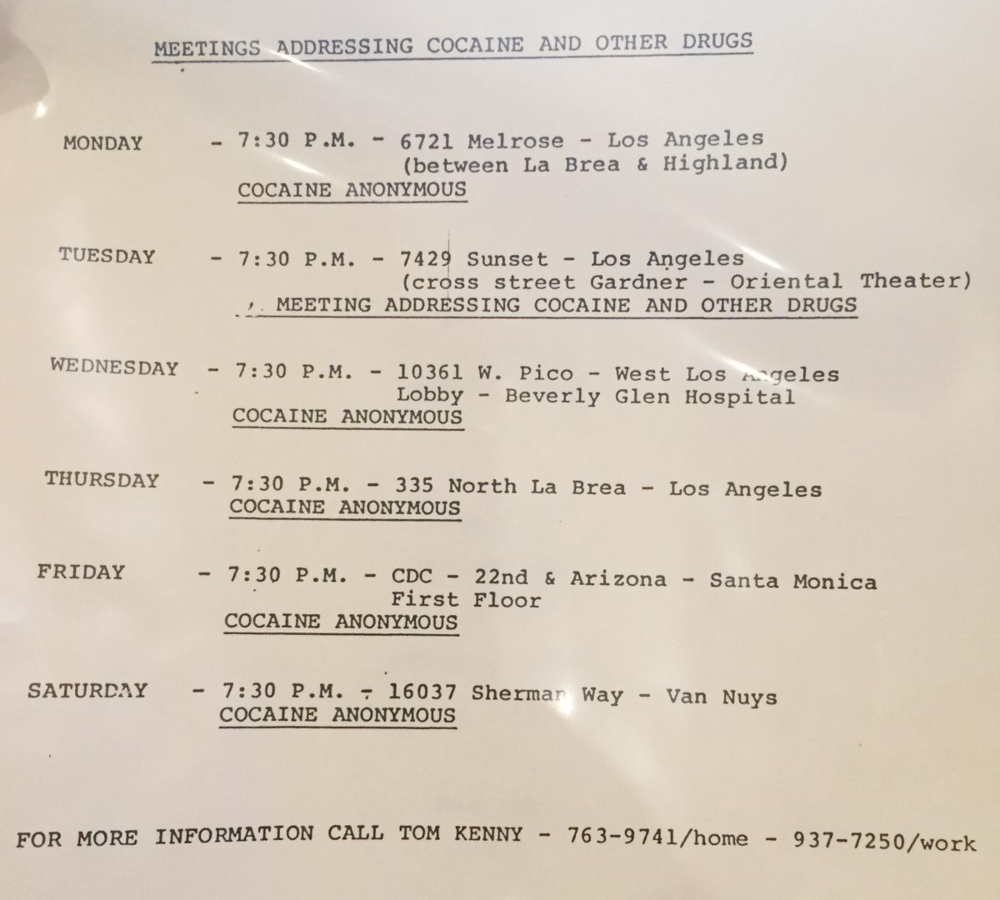 MEETINGS ADDRESSING COCAINE AND OTHER DRUGS
MONDAY - 7:30 P.M. - 6721 Melrose - Los Angeles
(between La Brea & Highland)
COCAINE ANONYMOUS
TUESDAY - 7:30 P.M. - 7429 Sunset - Los Angeles
(cross street Gardner - Oriental Theater)
MEETING ADDRESSING COCAINE AND OTHER DRUGS
WEDNESDAY - 7:30 P.M. - 10361 W. Pico - West Los Angeles
Lobby - Beverly Glen Hospital
COCAINE ANONYMOUS
THURSDAY - 7:30 P.M. - 335 North La Brea - Los Angeles
COCAINE ANONYMOUS
FRIDAY - 7:30 P.M. - CDC - 22nd & Arizona - Santa Monica
First Floor
COCAINE ANONYMOUS
SATURDAY - 7:30 P.M. - 16037 Sherman Way - Van Nuys
COCAINE ANONYMOUS
FOR MORE INFORMATION CALL TOM KENNY - 763-9741/home - 937-7250/work